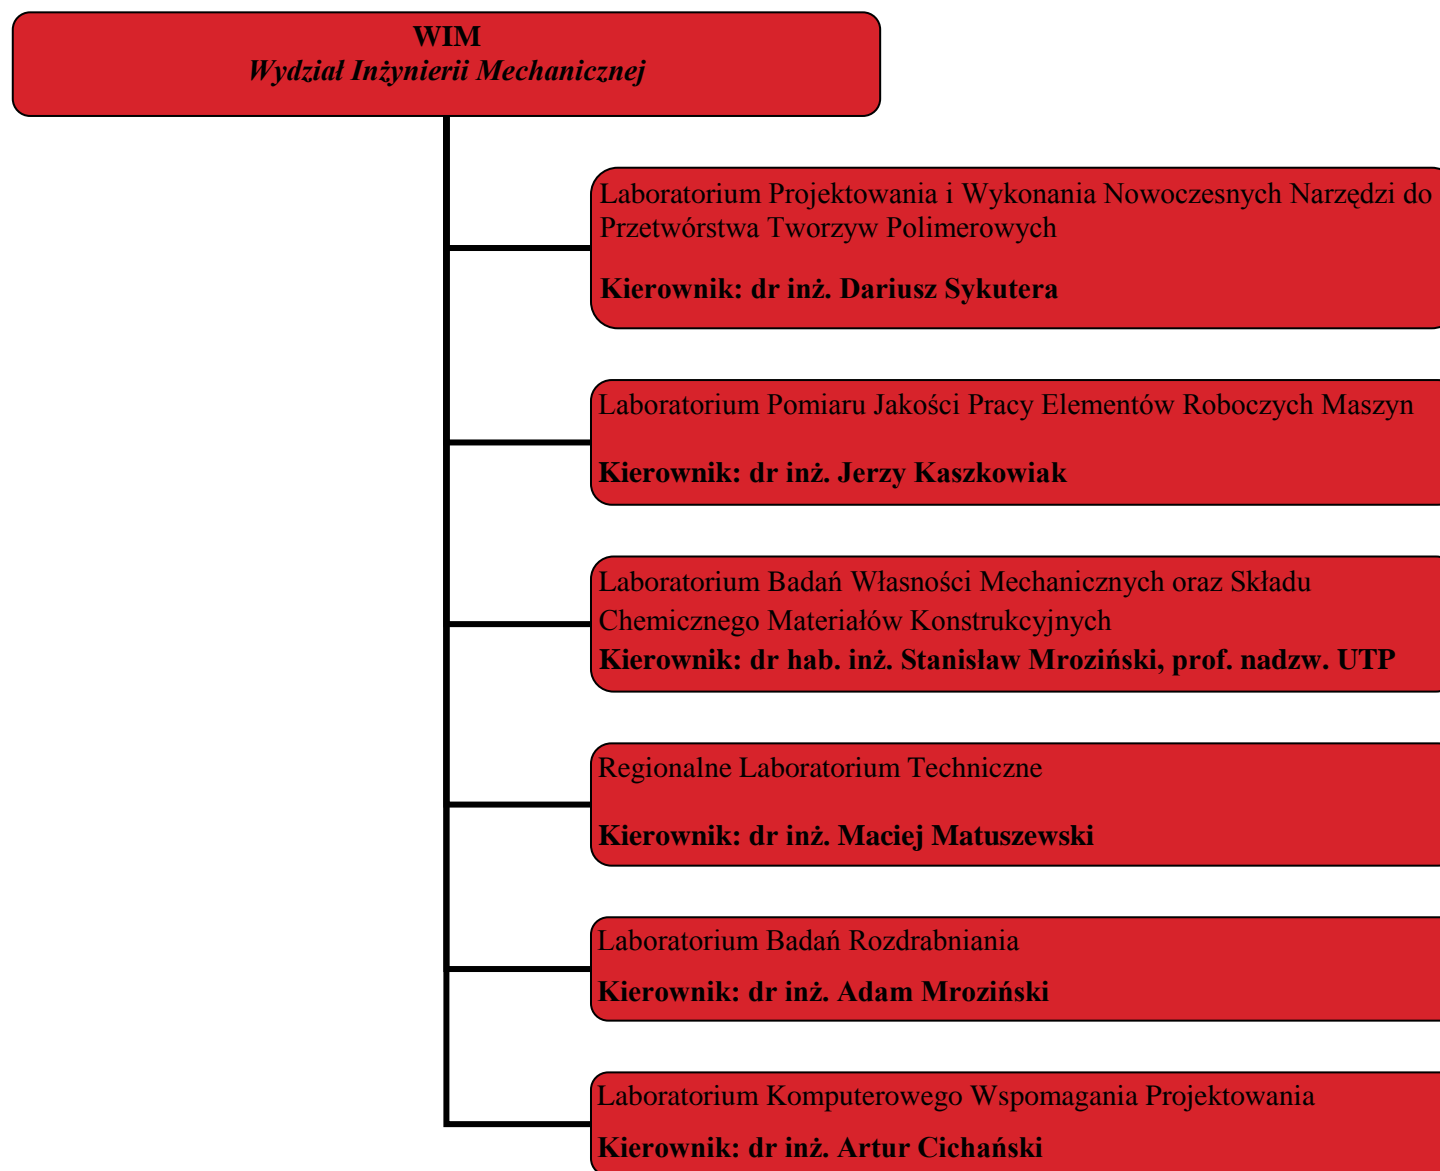 WIM
Wydział Inżynierii Mechanicznej
Laboratorium Projektowania i Wykonania Nowoczesnych Narzędzi do
Przetwórstwa Tworzyw Polimerowych
Kierownik: dr inż. Dariusz Sykutera
Laboratorium Pomiaru Jakości Pracy Elementów Roboczych Maszyn
Kierownik: dr inż. Jerzy Kaszkowiak
Laboratorium Badań Własności Mechanicznych oraz Składu
Chemicznego Materiałów Konstrukcyjnych
Kierownik: dr hab. inż. Stanisław Mroziński, prof. nadzw. UTP
Regionalne Laboratorium Techniczne
Kierownik: dr inż. Maciej Matuszewski
Laboratorium Badań Rozdrabniania
Kierownik: dr inż. Adam Mroziński
Laboratorium Komputerowego Wspomagania Projektowania
Kierownik: dr inż. Artur Cichański